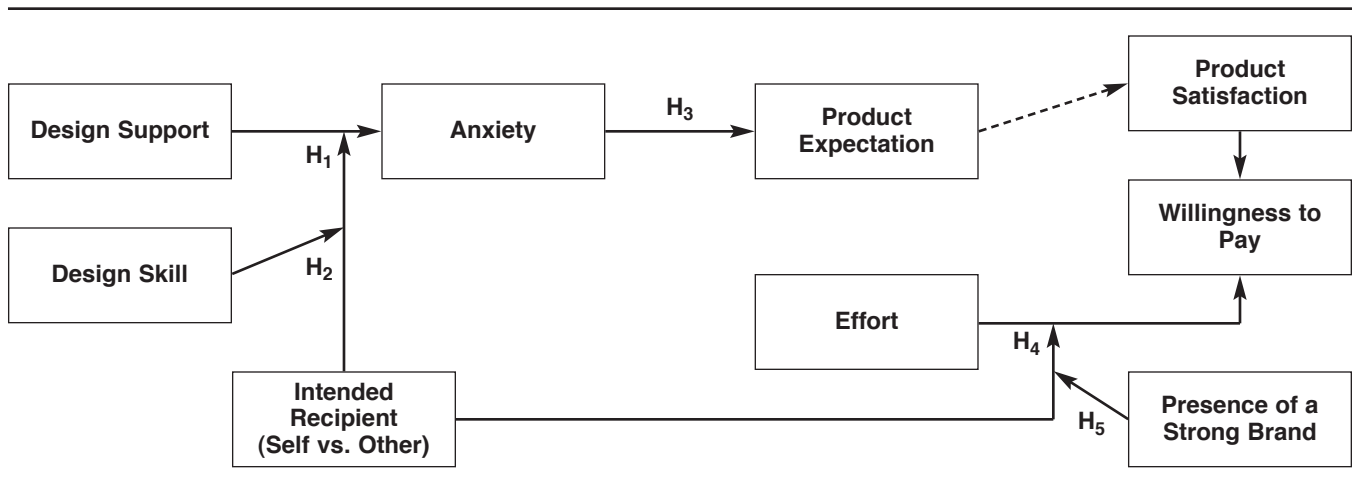 Design Support
H1
Anxiety
H3
Product
Expectation
Product
Satisfaction
Willingness to
Pay
Design Skill
H2
Effort
H4
Intended
Recipient
(Self vs. Other)
H5
Presence of a
Strong Brand